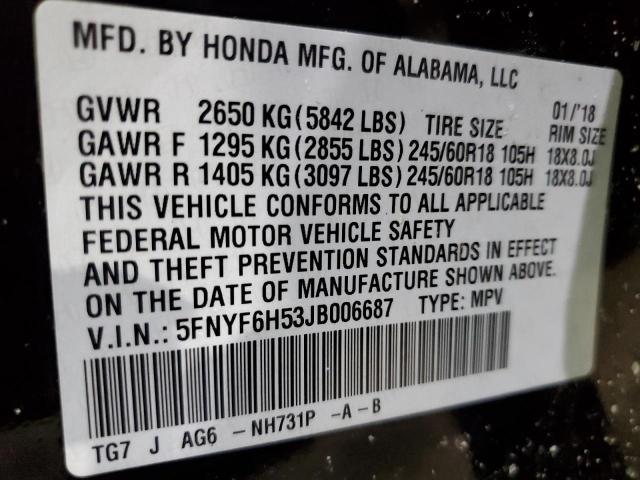 MFD. BY HONDA MFG. OF ALABAMA, LLC
01/'18
GVWR 2650 KG(5842 LBS) TIRE SIZE RIM SIZE
GAWR F 1295 KG(2855 LBS)245/60R18 105H 18X8.0J
GAWR R 1405 KG(3097 LBS)245/60R18 105H 18X8.0J
THIS VEHICLE CONFORMS TO ALL APPLICABLE
FEDERAL MOTOR VEHICLE SAFETY
AND THEFT PREVENTION STANDARDS IN EFFECT
ON THE DATE OF MANUFACTURE SHOWN ABOVE.
V.I.N.: 5FNYF6H53JB006687 TYPE: MPV
TG7 J AG6 -NH731P -A-B